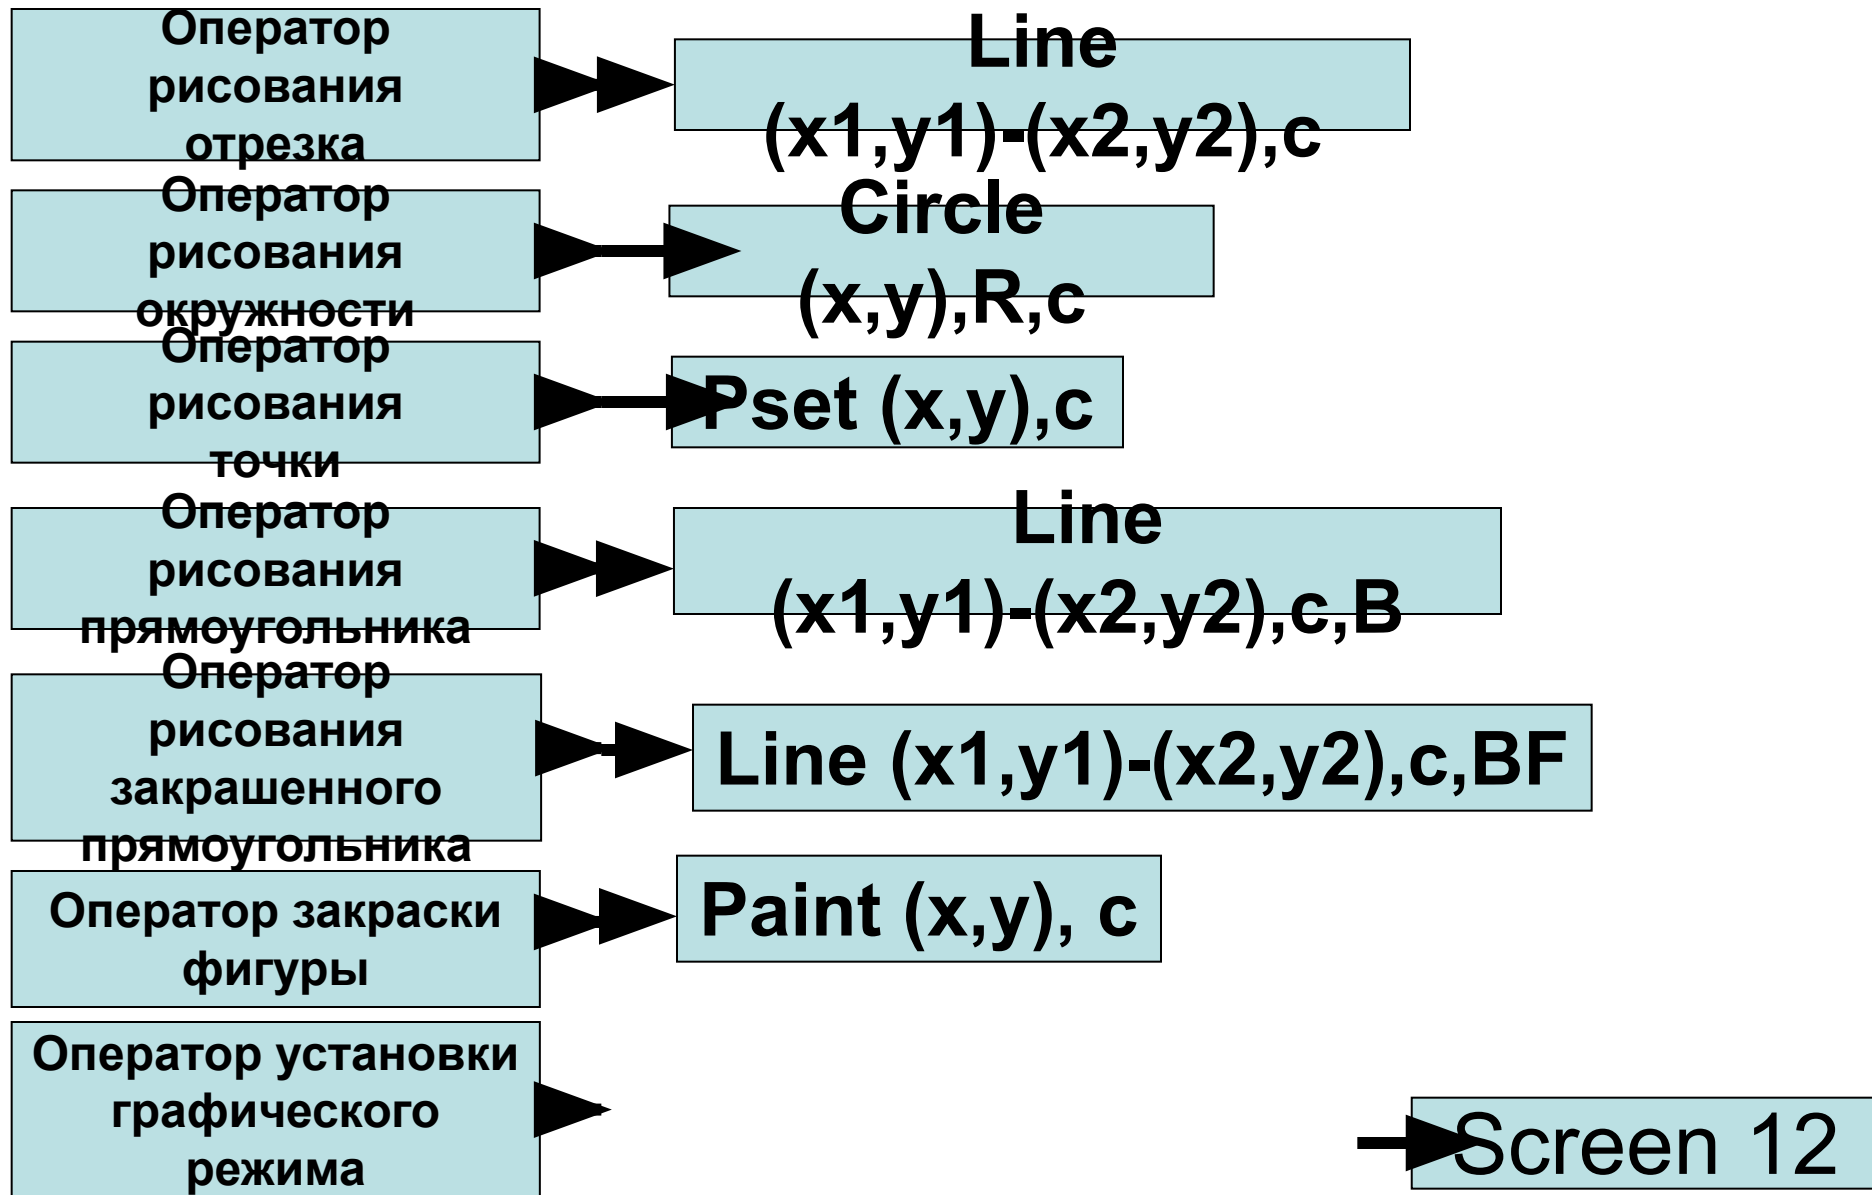 Оператор
рисования
отрезка
Line
(x1,y1)-(x2,y2),c
Оператор
рисования
окружности
Circle
(x,y),R,c
Оператор
рисования
точки
Pset (x,y),c
Оператор
рисования
прямоугольника
Line
(x1,y1)-(x2,y2),c,B
Оператор
рисования
закрашенного
прямоугольника
Line (x1,y1)-(x2,y2),c,BF
Оператор закраски
фигуры
Paint (x,y), c
Оператор установки
графического
режима
Screen 12